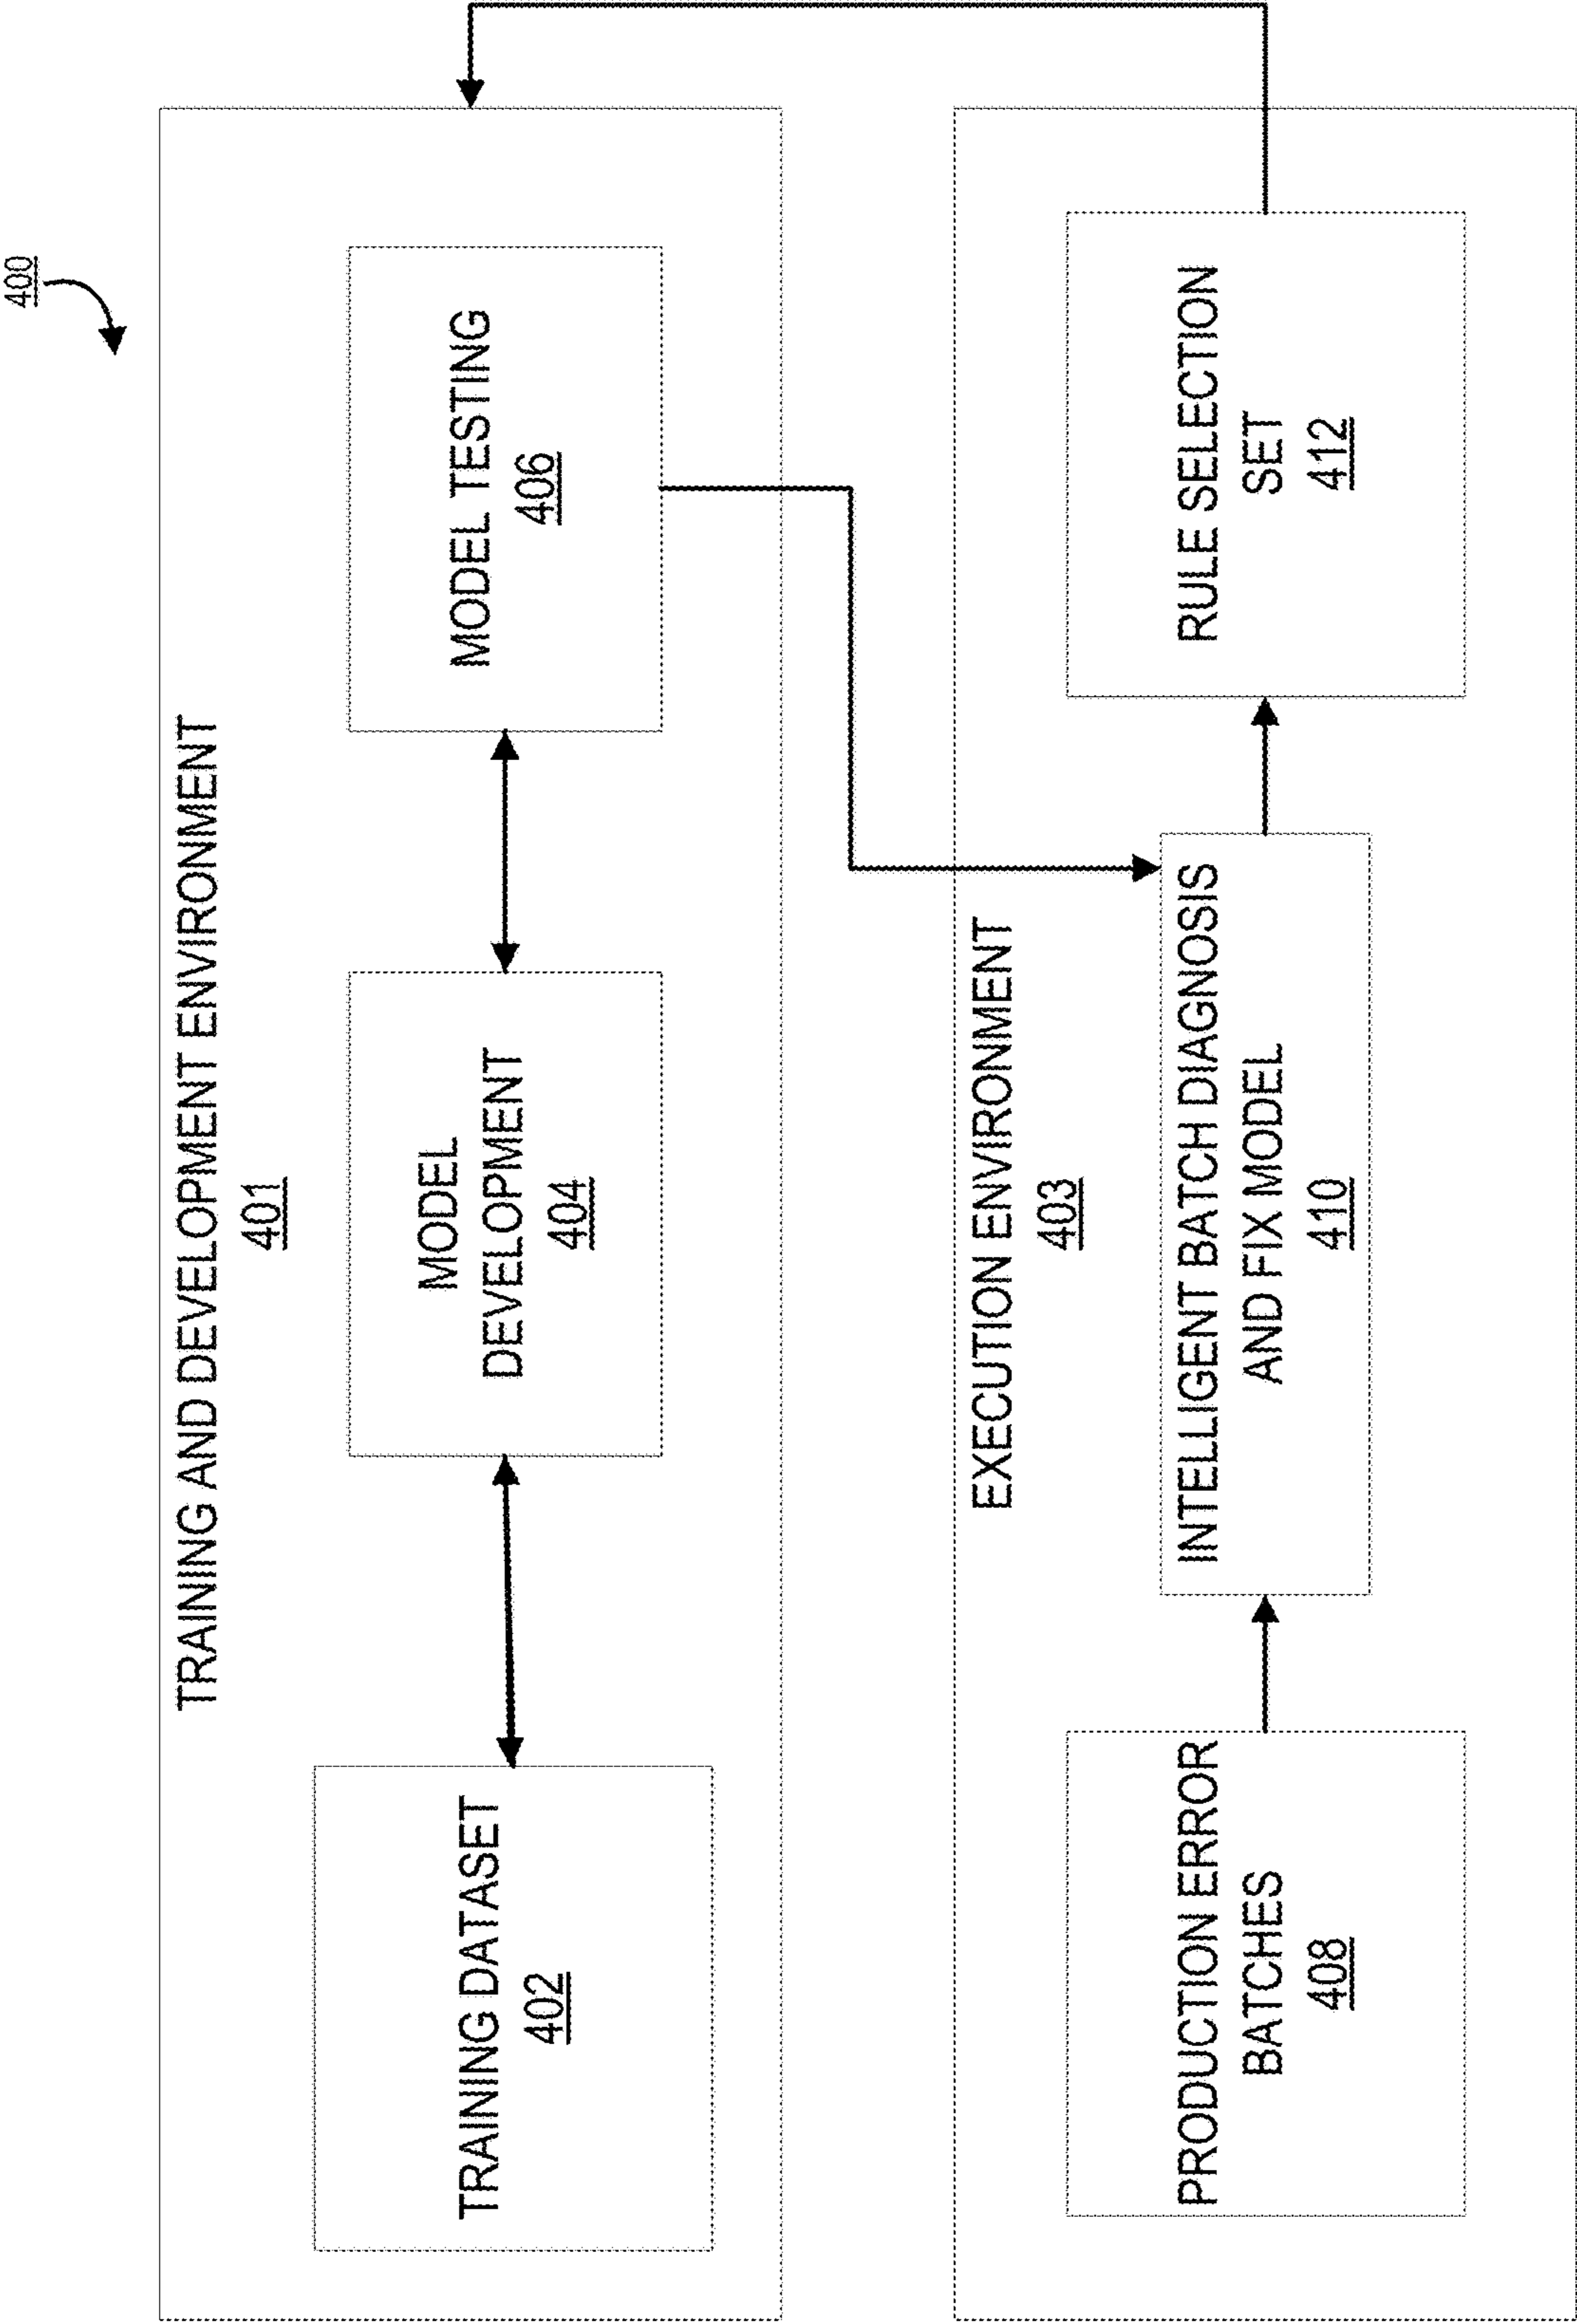 400
TRAINING AND DEVELOPMENT ENVIRONMENT
401
TRAINING DATASET
402
MODEL
DEVELOPMENT
404
MODEL TESTING
406
EXECUTION ENVIRONMENT
403
PRODUCTION ERROR
BATCHES
408
INTELLIGENT BATCH DIAGNOSIS
AND FIX MODEL
410
RULE SELECTION
SET
412